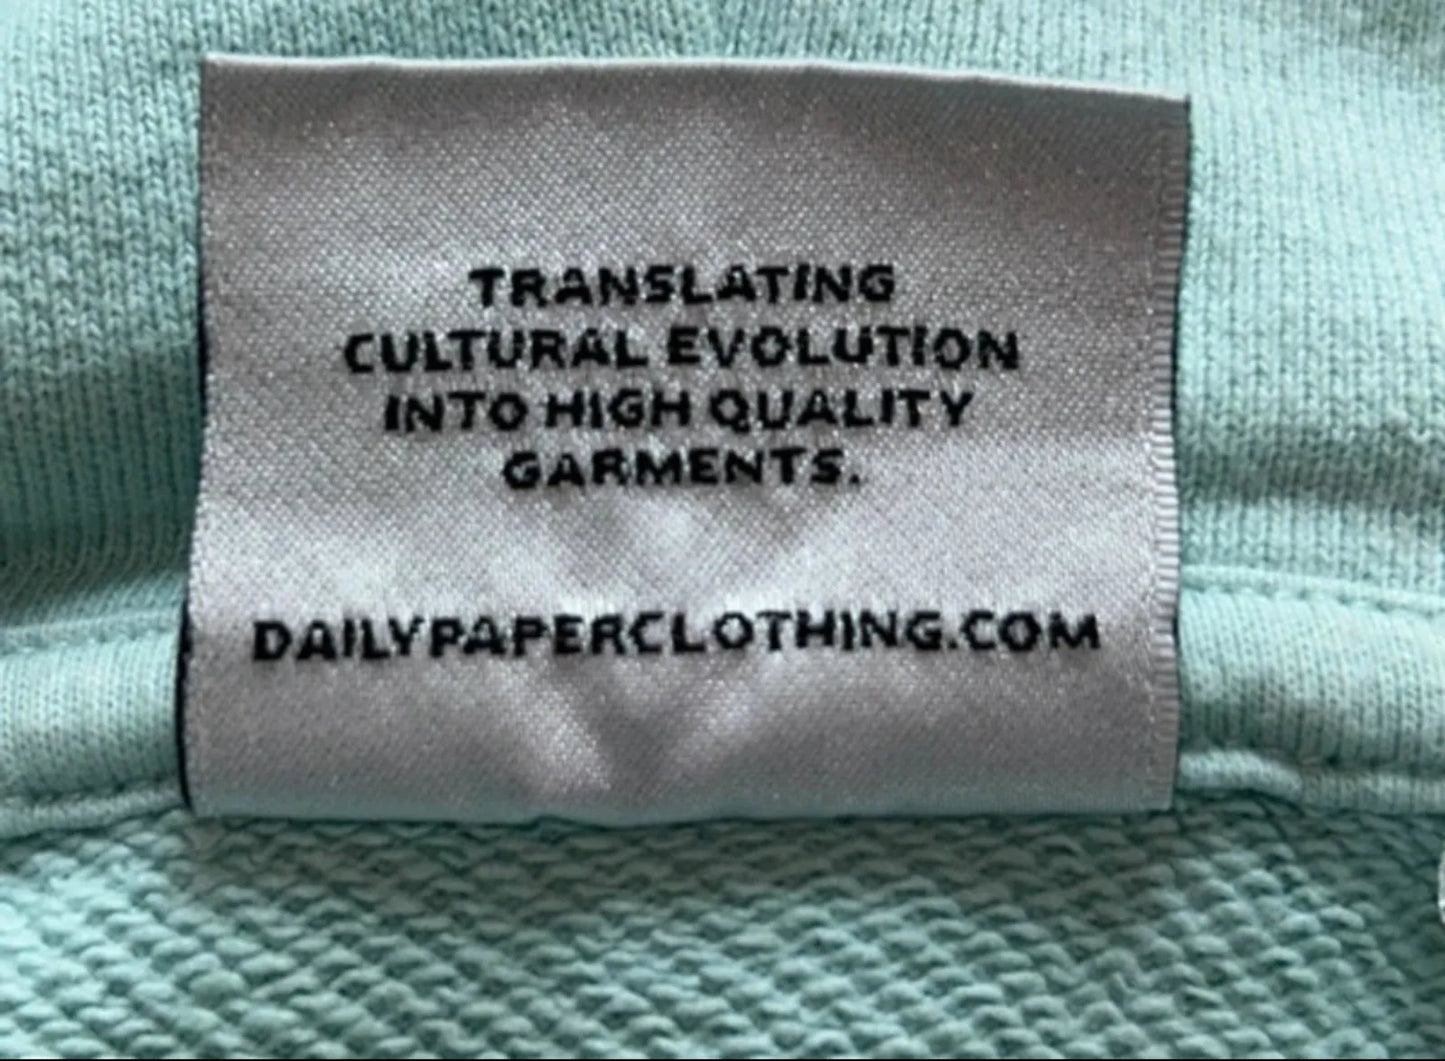 TRANSLATING
CULTURAL EVOLUTION
INTO HIGH QUALITY
GARMENTS.
DAILYPAPERCLOTHING.COM